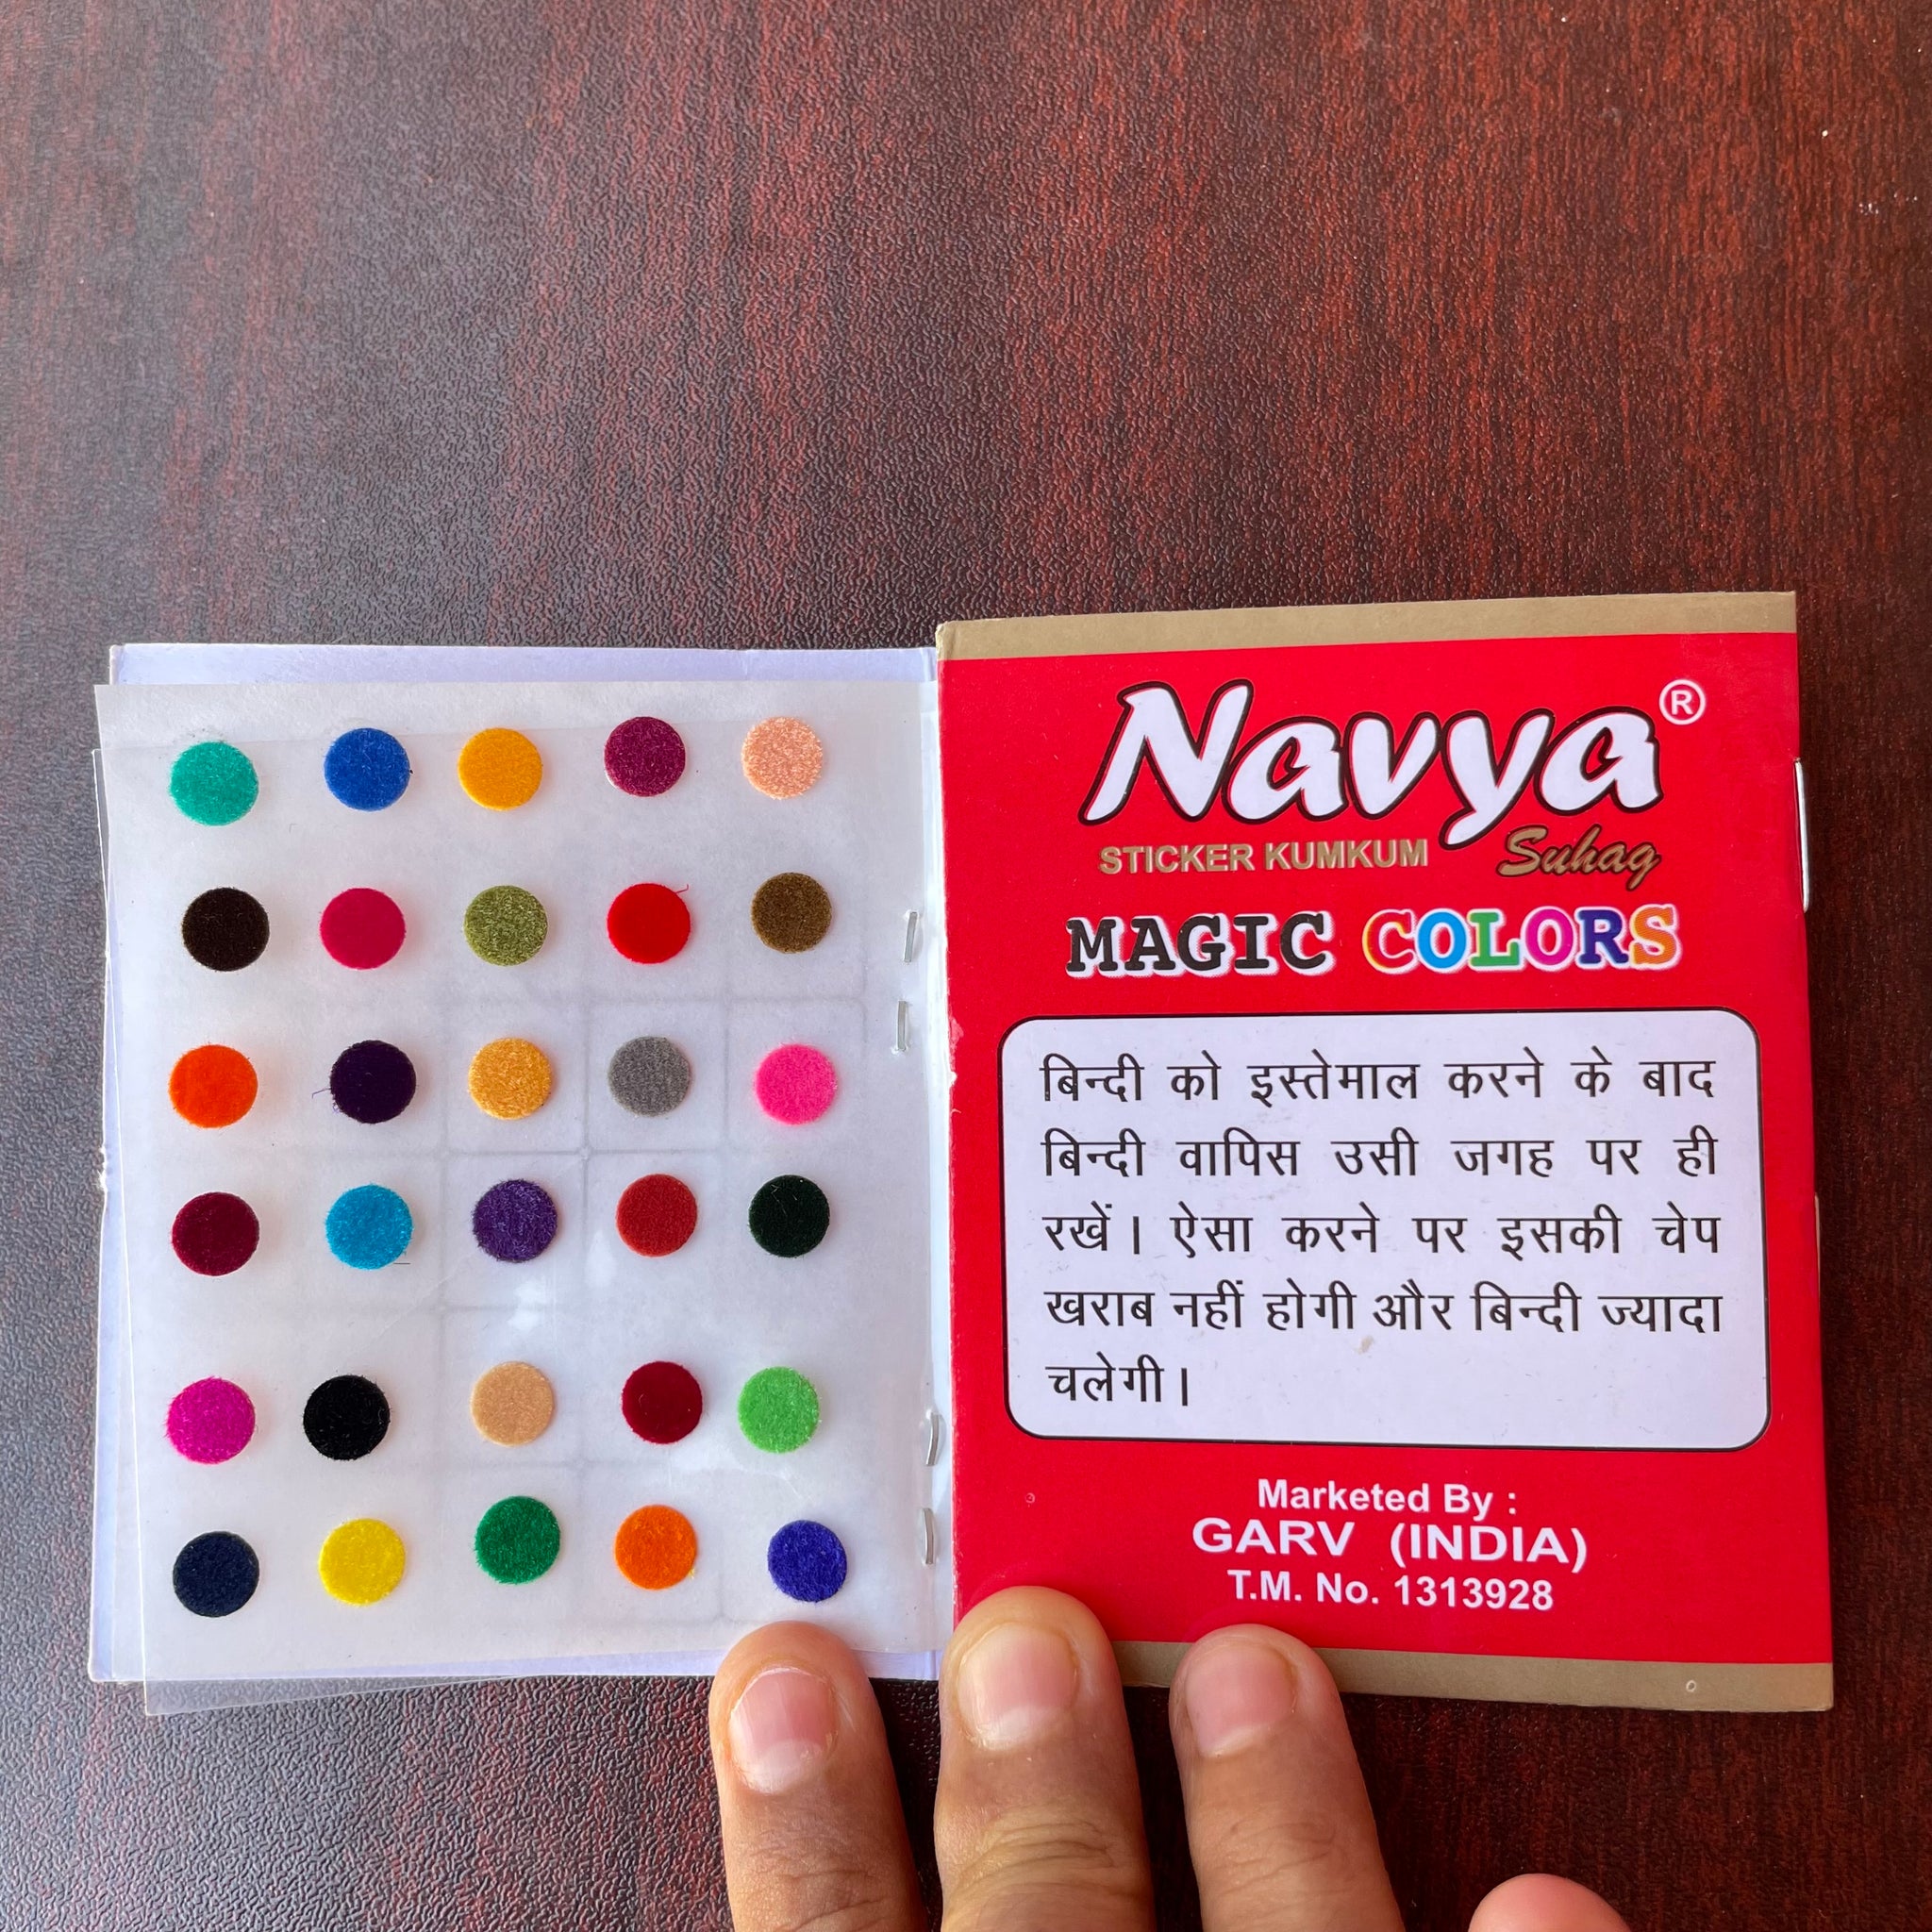 Navya®
STICKER KUMKUM Suhag
MAGIC COLORS
बिन्दी को इस्तेमाल करने के बाद
बिन्दी वापिस उसी जगह पर ही
रखें। ऐसा करने पर इसकी चेप
खराब नहीं होगी और बिन्दी ज्यादा
चलेगी।
Marketed By :
GARV (INDIA)
T.M. No. 1313928